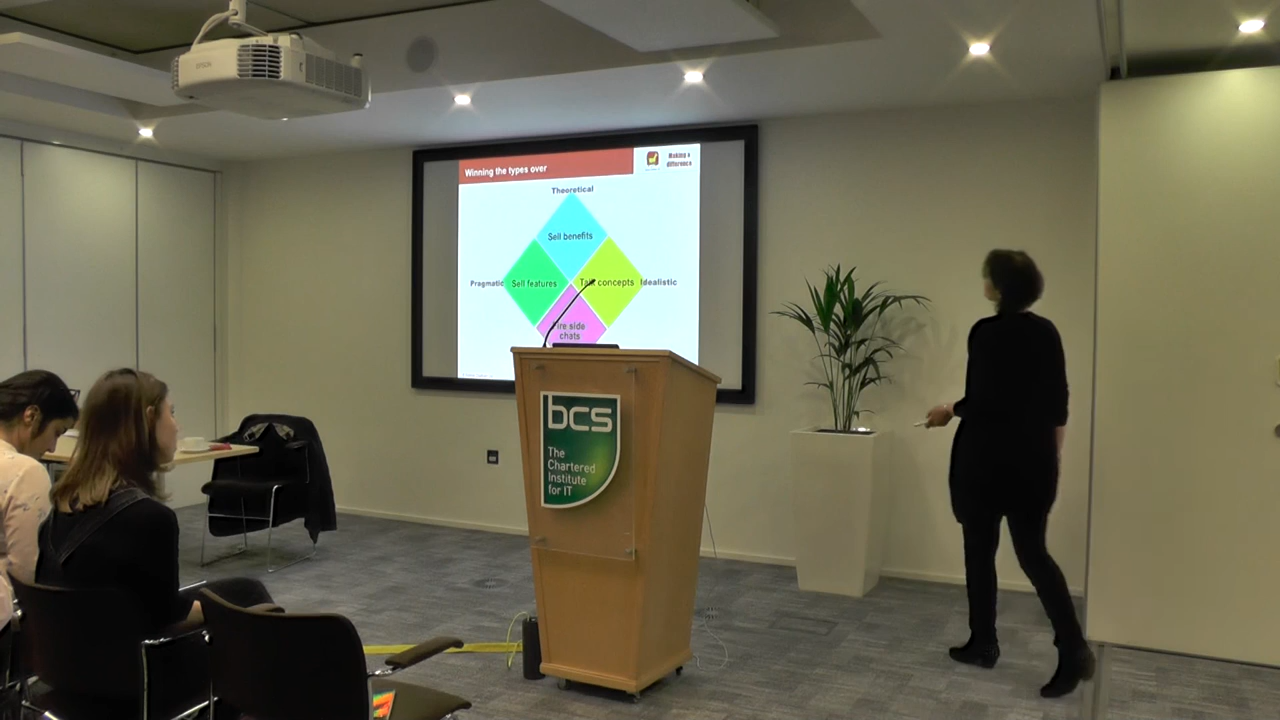 EPSON
Winning the types over
Making a
difference
Theoretical
Sell benefits
Pragmatic
Sell features
Talk concepts
Idealistic
Fire side
chats
bcs
The
Chartered
Institute
for IT